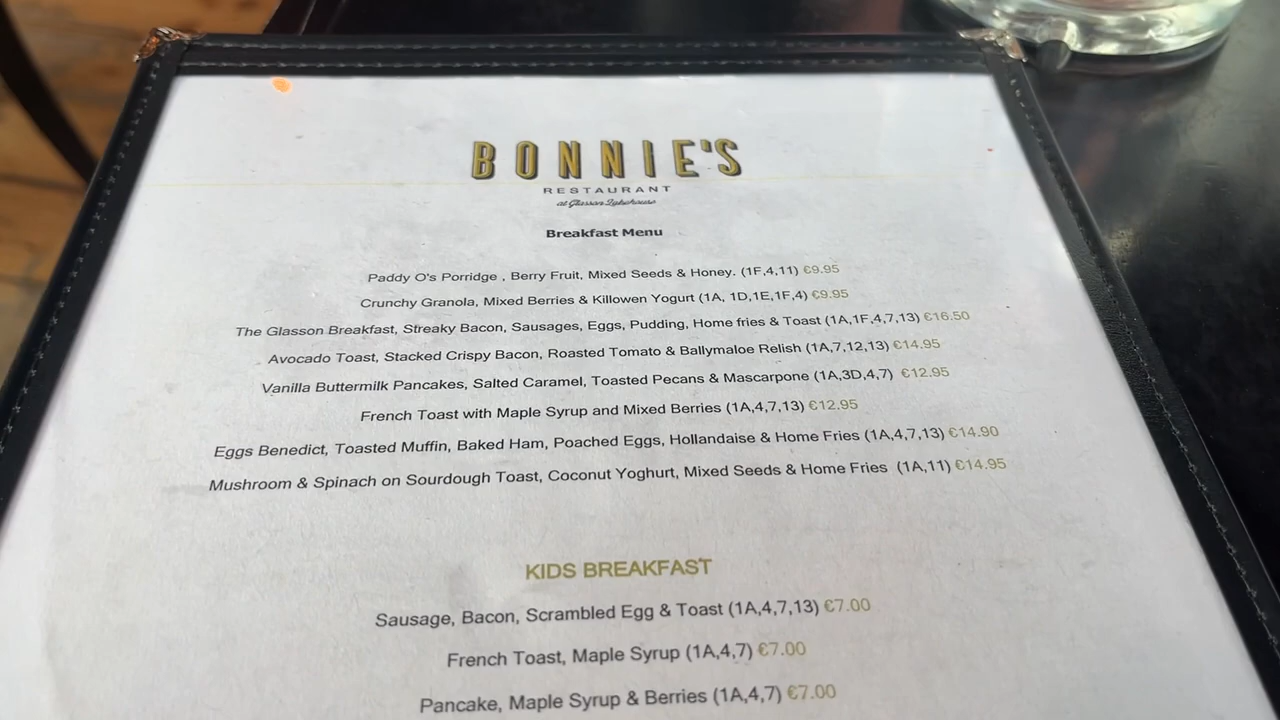 BONNIE'S
RESTAURANT
at Glasson Lakehouse
Breakfast Menu
Paddy O's Porridge , Berry Fruit, Mixed Seeds & Honey. (1F,4,11) €9.95
Crunchy Granola, Mixed Berries & Killowen Yogurt (1A, 1D,1E,1F,4) €9.95
The Glasson Breakfast, Streaky Bacon, Sausages, Eggs, Pudding, Home fries & Toast (1A,1F,4,7,13) €16.50
Avocado Toast, Stacked Crispy Bacon, Roasted Tomato & Ballymaloe Relish (1A,7,12,13) €14.95
Vanilla Buttermilk Pancakes, Salted Caramel, Toasted Pecans & Mascarpone (1A,3D,4,7) €12.95
French Toast with Maple Syrup and Mixed Berries (1A,4,7,13) €12.95
Eggs Benedict, Toasted Muffin, Baked Ham, Poached Eggs, Hollandaise & Home Fries (1A,4,7,13) €14.90
Mushroom & Spinach on Sourdough Toast, Coconut Yoghurt, Mixed Seeds & Home Fries (1A,11) €14.95
KIDS BREAKFAST
Sausage, Bacon, Scrambled Egg & Toast (1A,4,7,13) €7.00
French Toast, Maple Syrup (1A,4,7) €7.00
Pancake, Maple Syrup & Berries (1A,4,7) €7.00